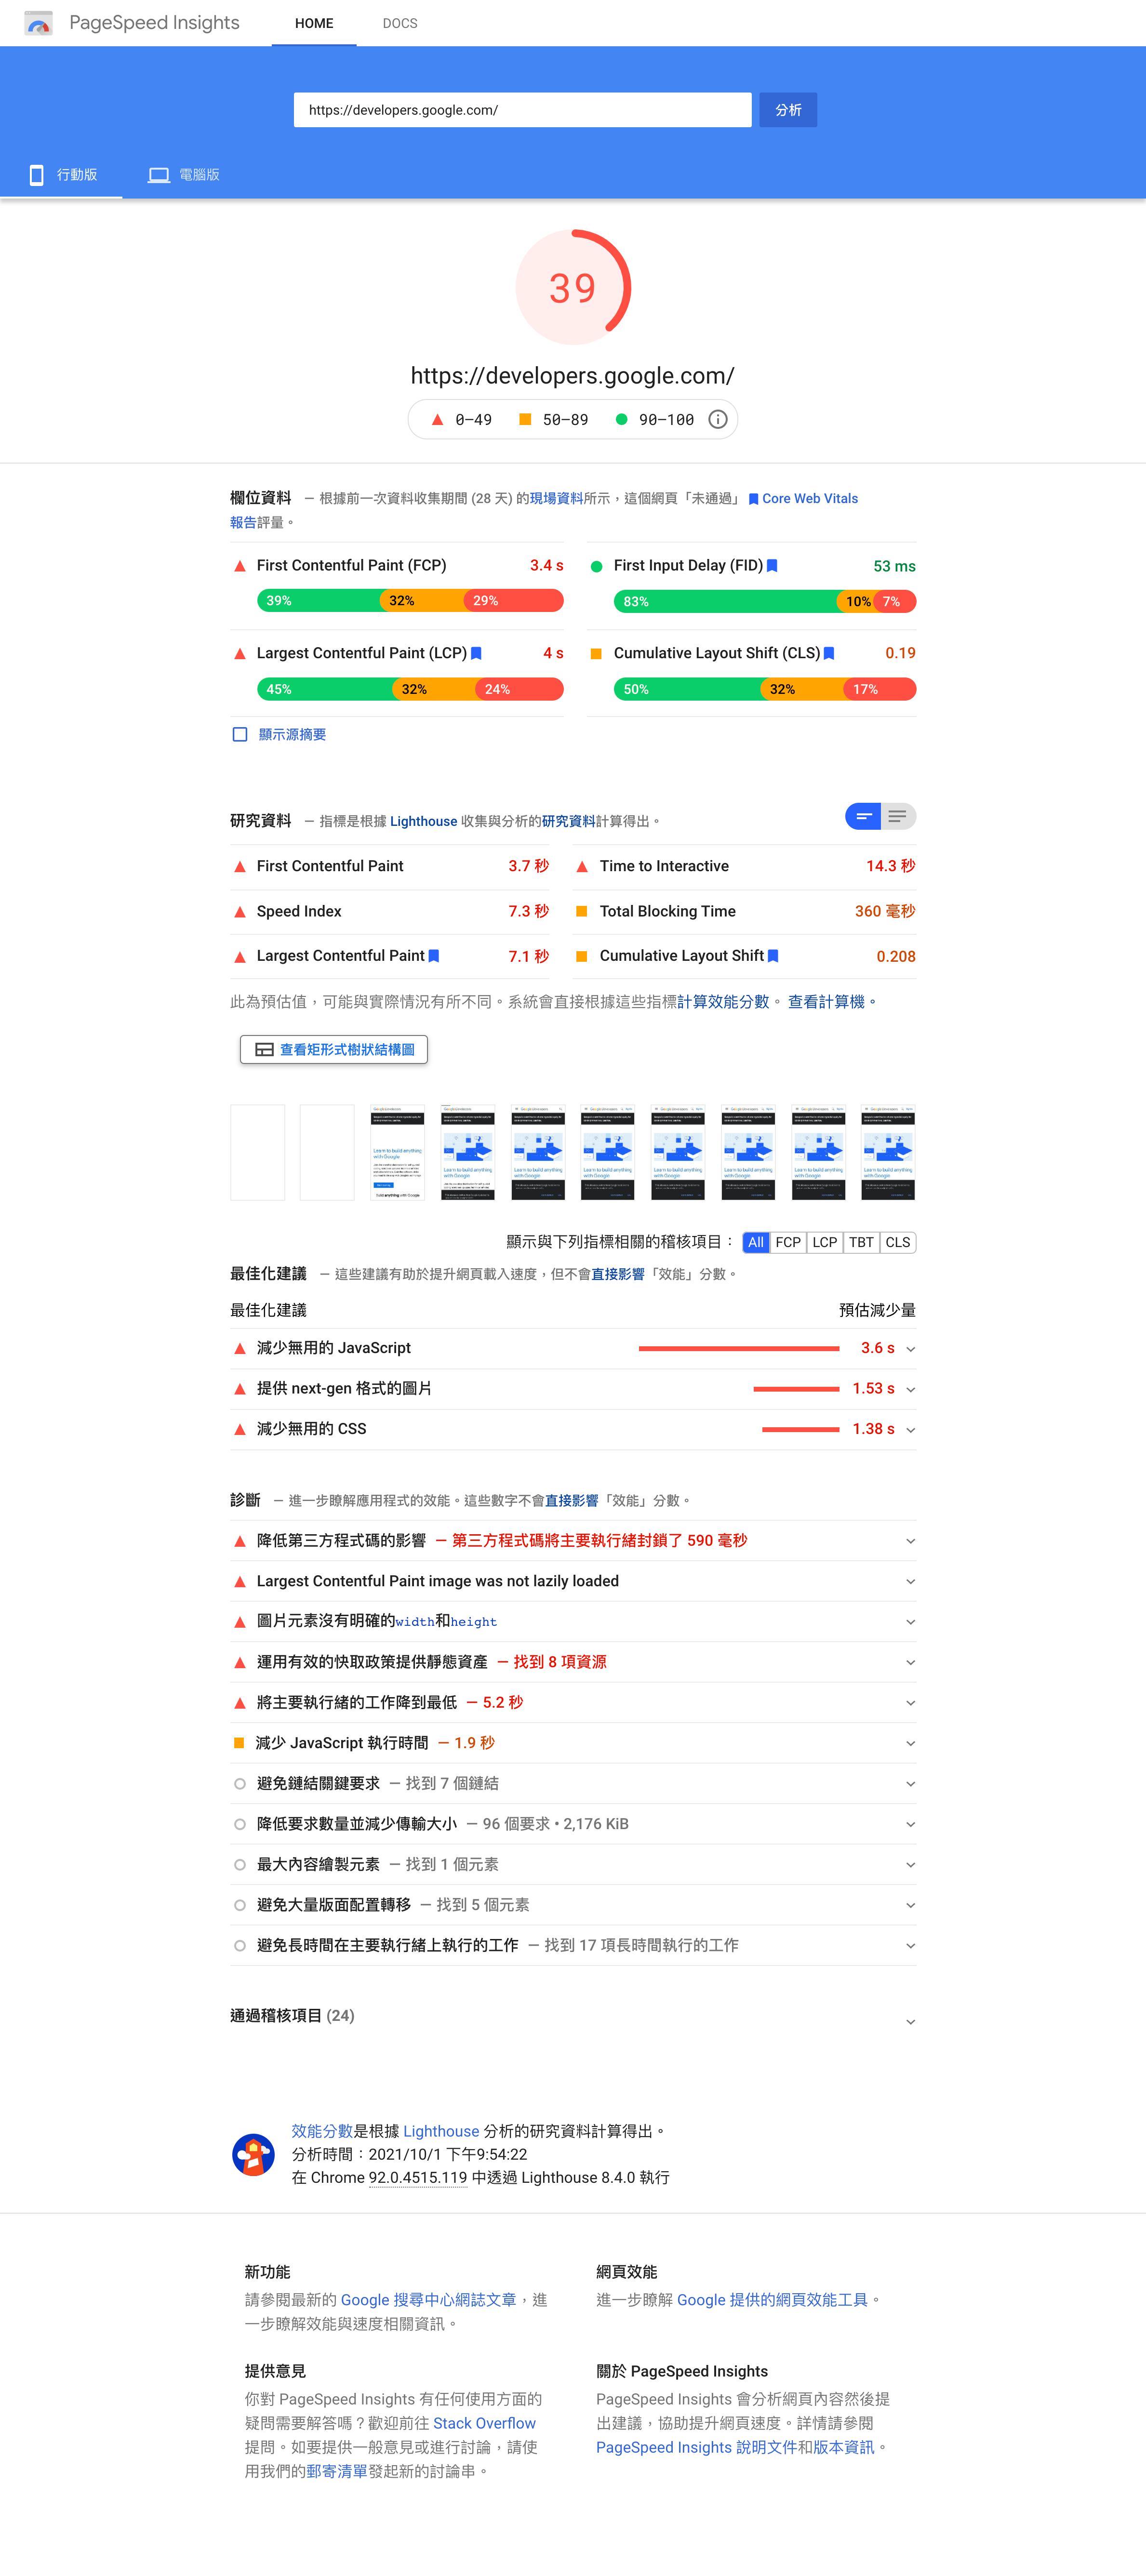 PageSpeed Insights
HOME
DOCS
https://developers.google.com/
分析
行動版
電腦版
39
https://developers.google.com/
0–49
50–89
90–100
欄位資料 — 根據前一次資料收集期間 (28 天) 的現場資料所示，這個網頁「未通過」 Core Web Vitals
報告評量。
First Contentful Paint (FCP) 3.4 s
39% 32% 29%
First Input Delay (FID) 53 ms
83% 10% 7%
Largest Contentful Paint (LCP) 4 s
45% 32% 24%
Cumulative Layout Shift (CLS) 0.19
50% 32% 17%
顯示源摘要
研究資料 — 指標是根據 Lighthouse 收集與分析的研究資料計算得出。
First Contentful Paint 3.7 秒
Time to Interactive 14.3 秒
Speed Index 7.3 秒
Total Blocking Time 360 毫秒
Largest Contentful Paint 7.1 秒
Cumulative Layout Shift 0.208
此為預估值，可能與實際情況有所不同。系統會直接根據這些指標計算效能分數。 查看計算機。
查看矩形式樹狀結構圖
Learn to build anything
with Google
顯示與下列指標相關的稽核項目： All FCP LCP TBT CLS
最佳化建議 — 這些建議有助於提升網頁載入速度，但不會直接影響「效能」分數。
最佳化建議 預估減少量
減少無用的 JavaScript 3.6 s
提供 next-gen 格式的圖片 1.53 s
減少無用的 CSS 1.38 s
診斷 — 進一步瞭解應用程式的效能。這些數字不會直接影響「效能」分數。
降低第三方程式碼的影響 — 第三方程式碼將主要執行緒封鎖了 590 毫秒
Largest Contentful Paint image was not lazily loaded
圖片元素沒有明確的width和height
運用有效的快取政策提供靜態資產 — 找到 8 項資源
將主要執行緒的工作降到最低 — 5.2 秒
減少 JavaScript 執行時間 — 1.9 秒
避免鏈結關鍵要求 — 找到 7 個鏈結
降低要求數量並減少傳輸大小 — 96 個要求 • 2,176 KiB
最大內容繪製元素 — 找到 1 個元素
避免大量版面配置轉移 — 找到 5 個元素
避免長時間在主要執行緒上執行的工作 — 找到 17 項長時間執行的工作
通過稽核項目 (24)
效能分數是根據 Lighthouse 分析的研究資料計算得出。
分析時間：2021/10/1 下午9:54:22
在 Chrome 92.0.4515.119 中透過 Lighthouse 8.4.0 執行
新功能
請參閱最新的 Google 搜尋中心網誌文章，進
一步瞭解效能與速度相關資訊。
網頁效能
進一步瞭解 Google 提供的網頁效能工具。
提供意見
你對 PageSpeed Insights 有任何使用方面的
疑問需要解答嗎？歡迎前往 Stack Overflow
提問。如要提供一般意見或進行討論，請使
用我們的郵寄清單發起新的討論串。
關於 PageSpeed Insights
PageSpeed Insights 會分析網頁內容然後提
出建議，協助提升網頁速度。詳情請參閱
PageSpeed Insights 說明文件和版本資訊。